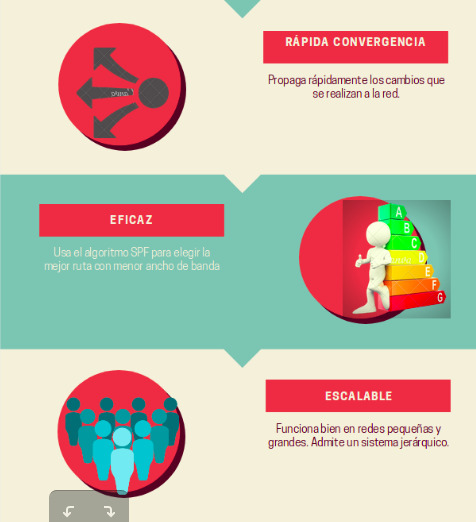 RÁPIDA CONVERGENCIA
Propaga rápidamente los cambios que
se realizan a la red.
EFICAZ
Usa el algoritmo SPF para elegir la
mejor ruta con menor ancho de banda
A
B
C
D
E
F
G
ESCALABLE
Funciona bien en redes pequeñas y
grandes. Admite un sistema jerárquico.